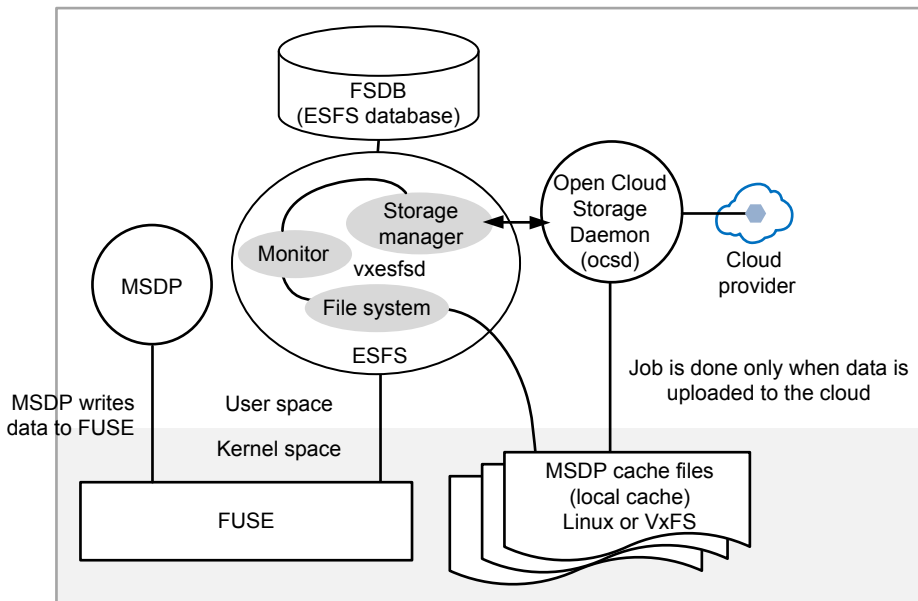 FSDB
(ESFS database)
Storage
manager
Monitor
vxesfsd
File system
ESFS
Open Cloud
Storage
Daemon
(ocsd)
Cloud
provider
MSDP
MSDP writes
data to FUSE
User space
Kernel space
Job is done only when data is
uploaded to the cloud
FUSE
MSDP cache files
(local cache)
Linux or VxFS